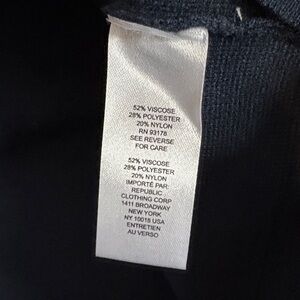 52% VISCOSE
28% POLYESTER
20% NYLON
RN 93178
SEE REVERSE
FOR CARE
52% VISCOSE
28% POLYESTER
20% NYLON
IMPORTÉ PAR:
REPUBLIC
CLOTHING CORP
1411 BROADWAY
NEW YORK
NY 10018 USA
ENTRETIEN
AU VERSO